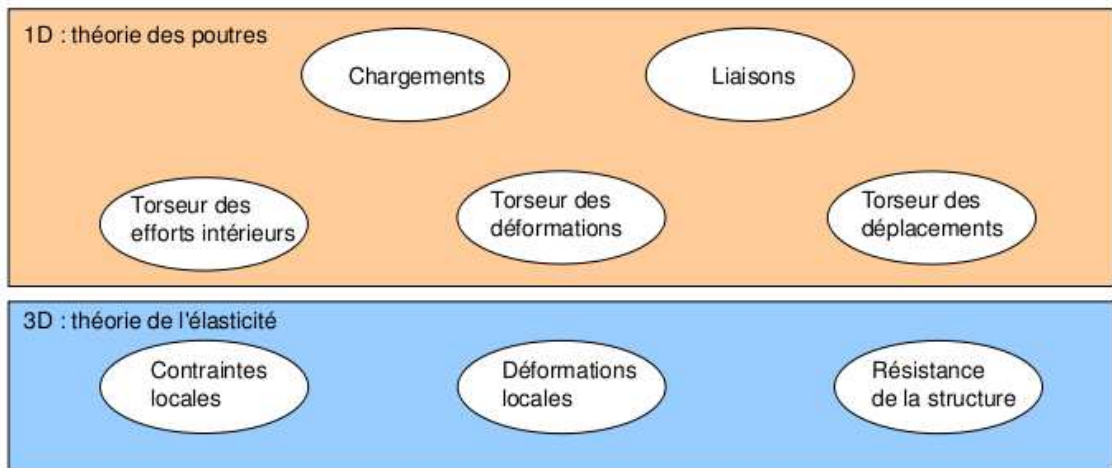 1D : théorie des poutres
Chargements
Liaisons
Torseur des
efforts intérieurs
Torseur des
déformations
Torseur des
déplacements
3D : théorie de l'élasticité
Contraintes
locales
Déformations
locales
Résistance
de la structure